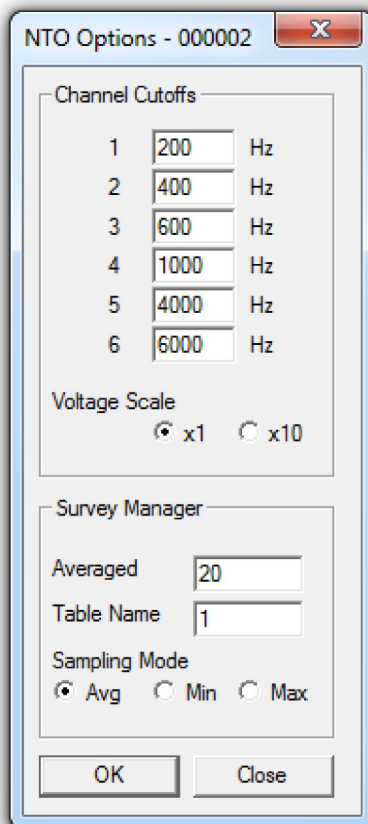 NTO Options - 000002
Channel Cutoffs
1 200 Hz
2 400 Hz
3 600 Hz
4 1000 Hz
5 4000 Hz
6 6000 Hz
Voltage Scale
x1 x10
Survey Manager
Averaged 20
Table Name 1
Sampling Mode
Avg Min Max
OK Close